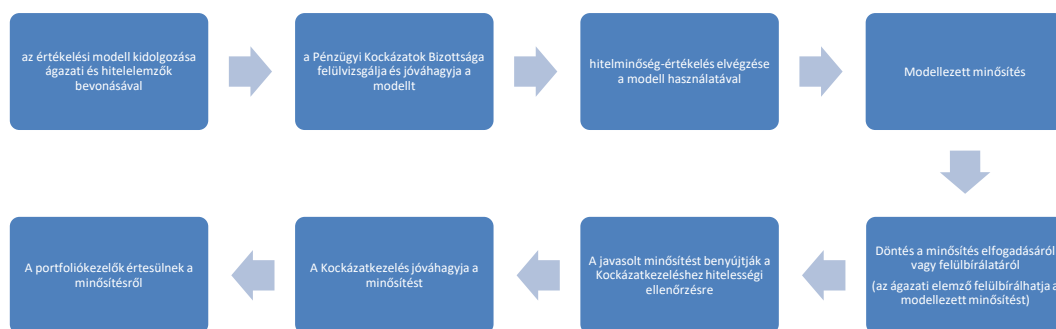 az értékelési modell kidolgozása
ágazati és hitelelemzők
bevonásával
a Pénzügyi Kockázatok Bizottsága
felülvizsgálja és jóváhagyja a
modellt
hitelminőség-értékelés elvégzése
a modell használatával
Modellezett minősítés
Döntés a minősítés elfogadásáról
vagy felülbírálatáról
(az ágazati elemző felülbírálhatja a
modellezett minősítést)
A javasolt minősítést benyújtják a
Kockázatkezeléshez hitelességi
ellenőrzésre
A Kockázatkezelés jóváhagyja a
minősítést
A portfoliókezelők értesülnek a
minősítésről